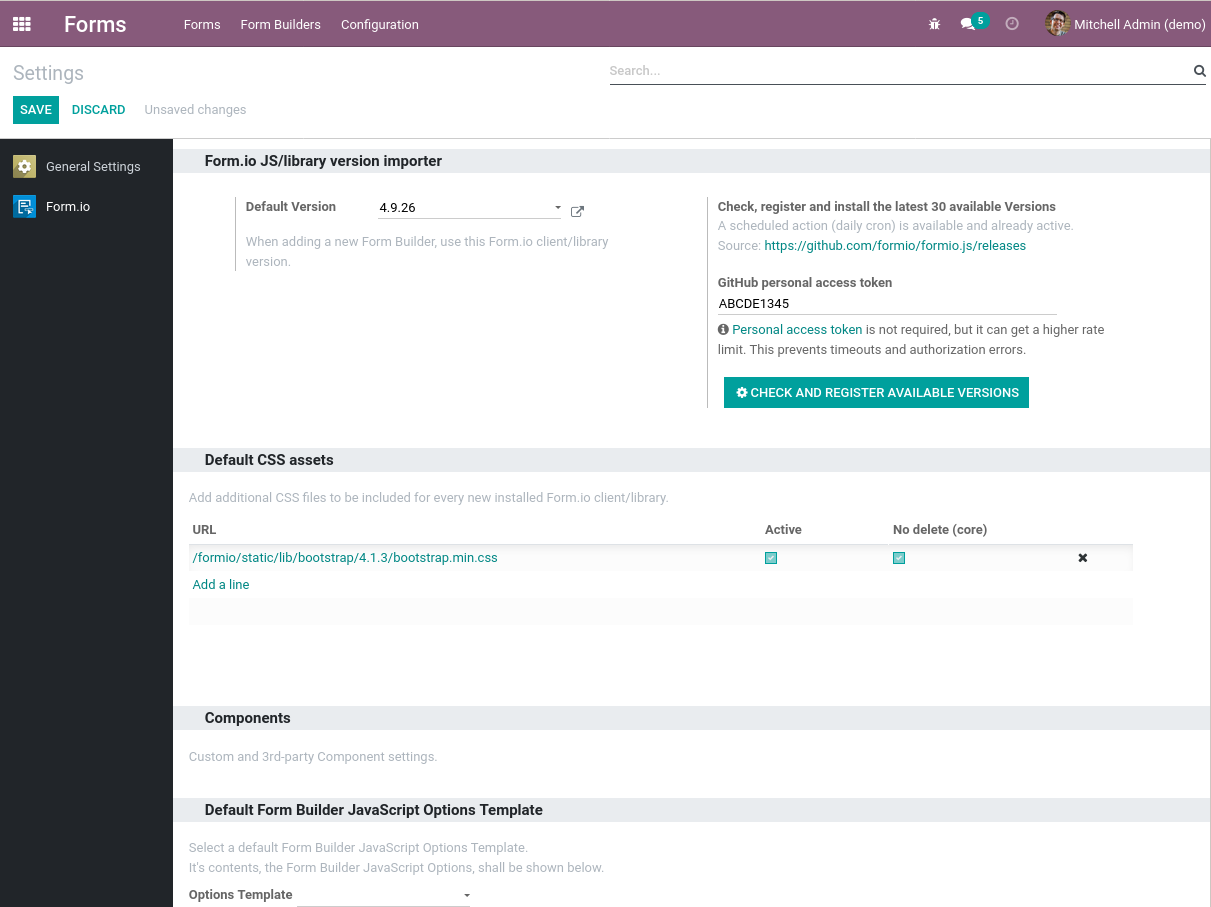 Forms Forms Form Builders Configuration 5 Mitchell Admin (demo)
Settings Search...
SAVE DISCARD Unsaved changes
General Settings
Form.io
Form.io JS/library version importer
Default Version 4.9.26
When adding a new Form Builder, use this Form.io client/library
version.
Check, register and install the latest 30 available Versions
A scheduled action (daily cron) is available and already active.
Source: https://github.com/formio/formio.js/releases
GitHub personal access token
ABCDE1345
Personal access token is not required, but it can get a higher rate
limit. This prevents timeouts and authorization errors.
CHECK AND REGISTER AVAILABLE VERSIONS
Default CSS assets
Add additional CSS files to be included for every new installed Form.io client/library.
URL Active No delete (core)
/formio/static/lib/bootstrap/4.1.3/bootstrap.min.css
Add a line
Components
Custom and 3rd-party Component settings.
Default Form Builder JavaScript Options Template
Select a default Form Builder JavaScript Options Template.
It's contents, the Form Builder JavaScript Options, shall be shown below.
Options Template